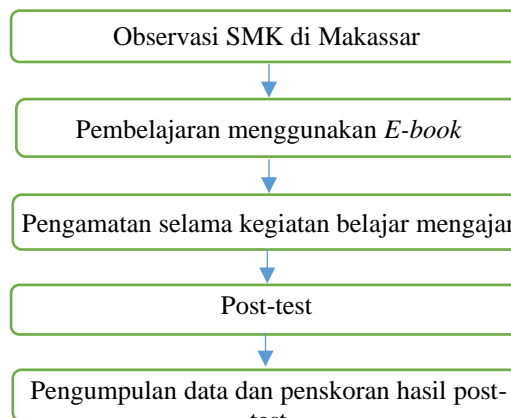 Observasi SMK di Makassar
Pembelajaran menggunakan E-book
Pengamatan selama kegiatan belajar mengajar
Post-test
Pengumpulan data dan penskoran hasil post-
test